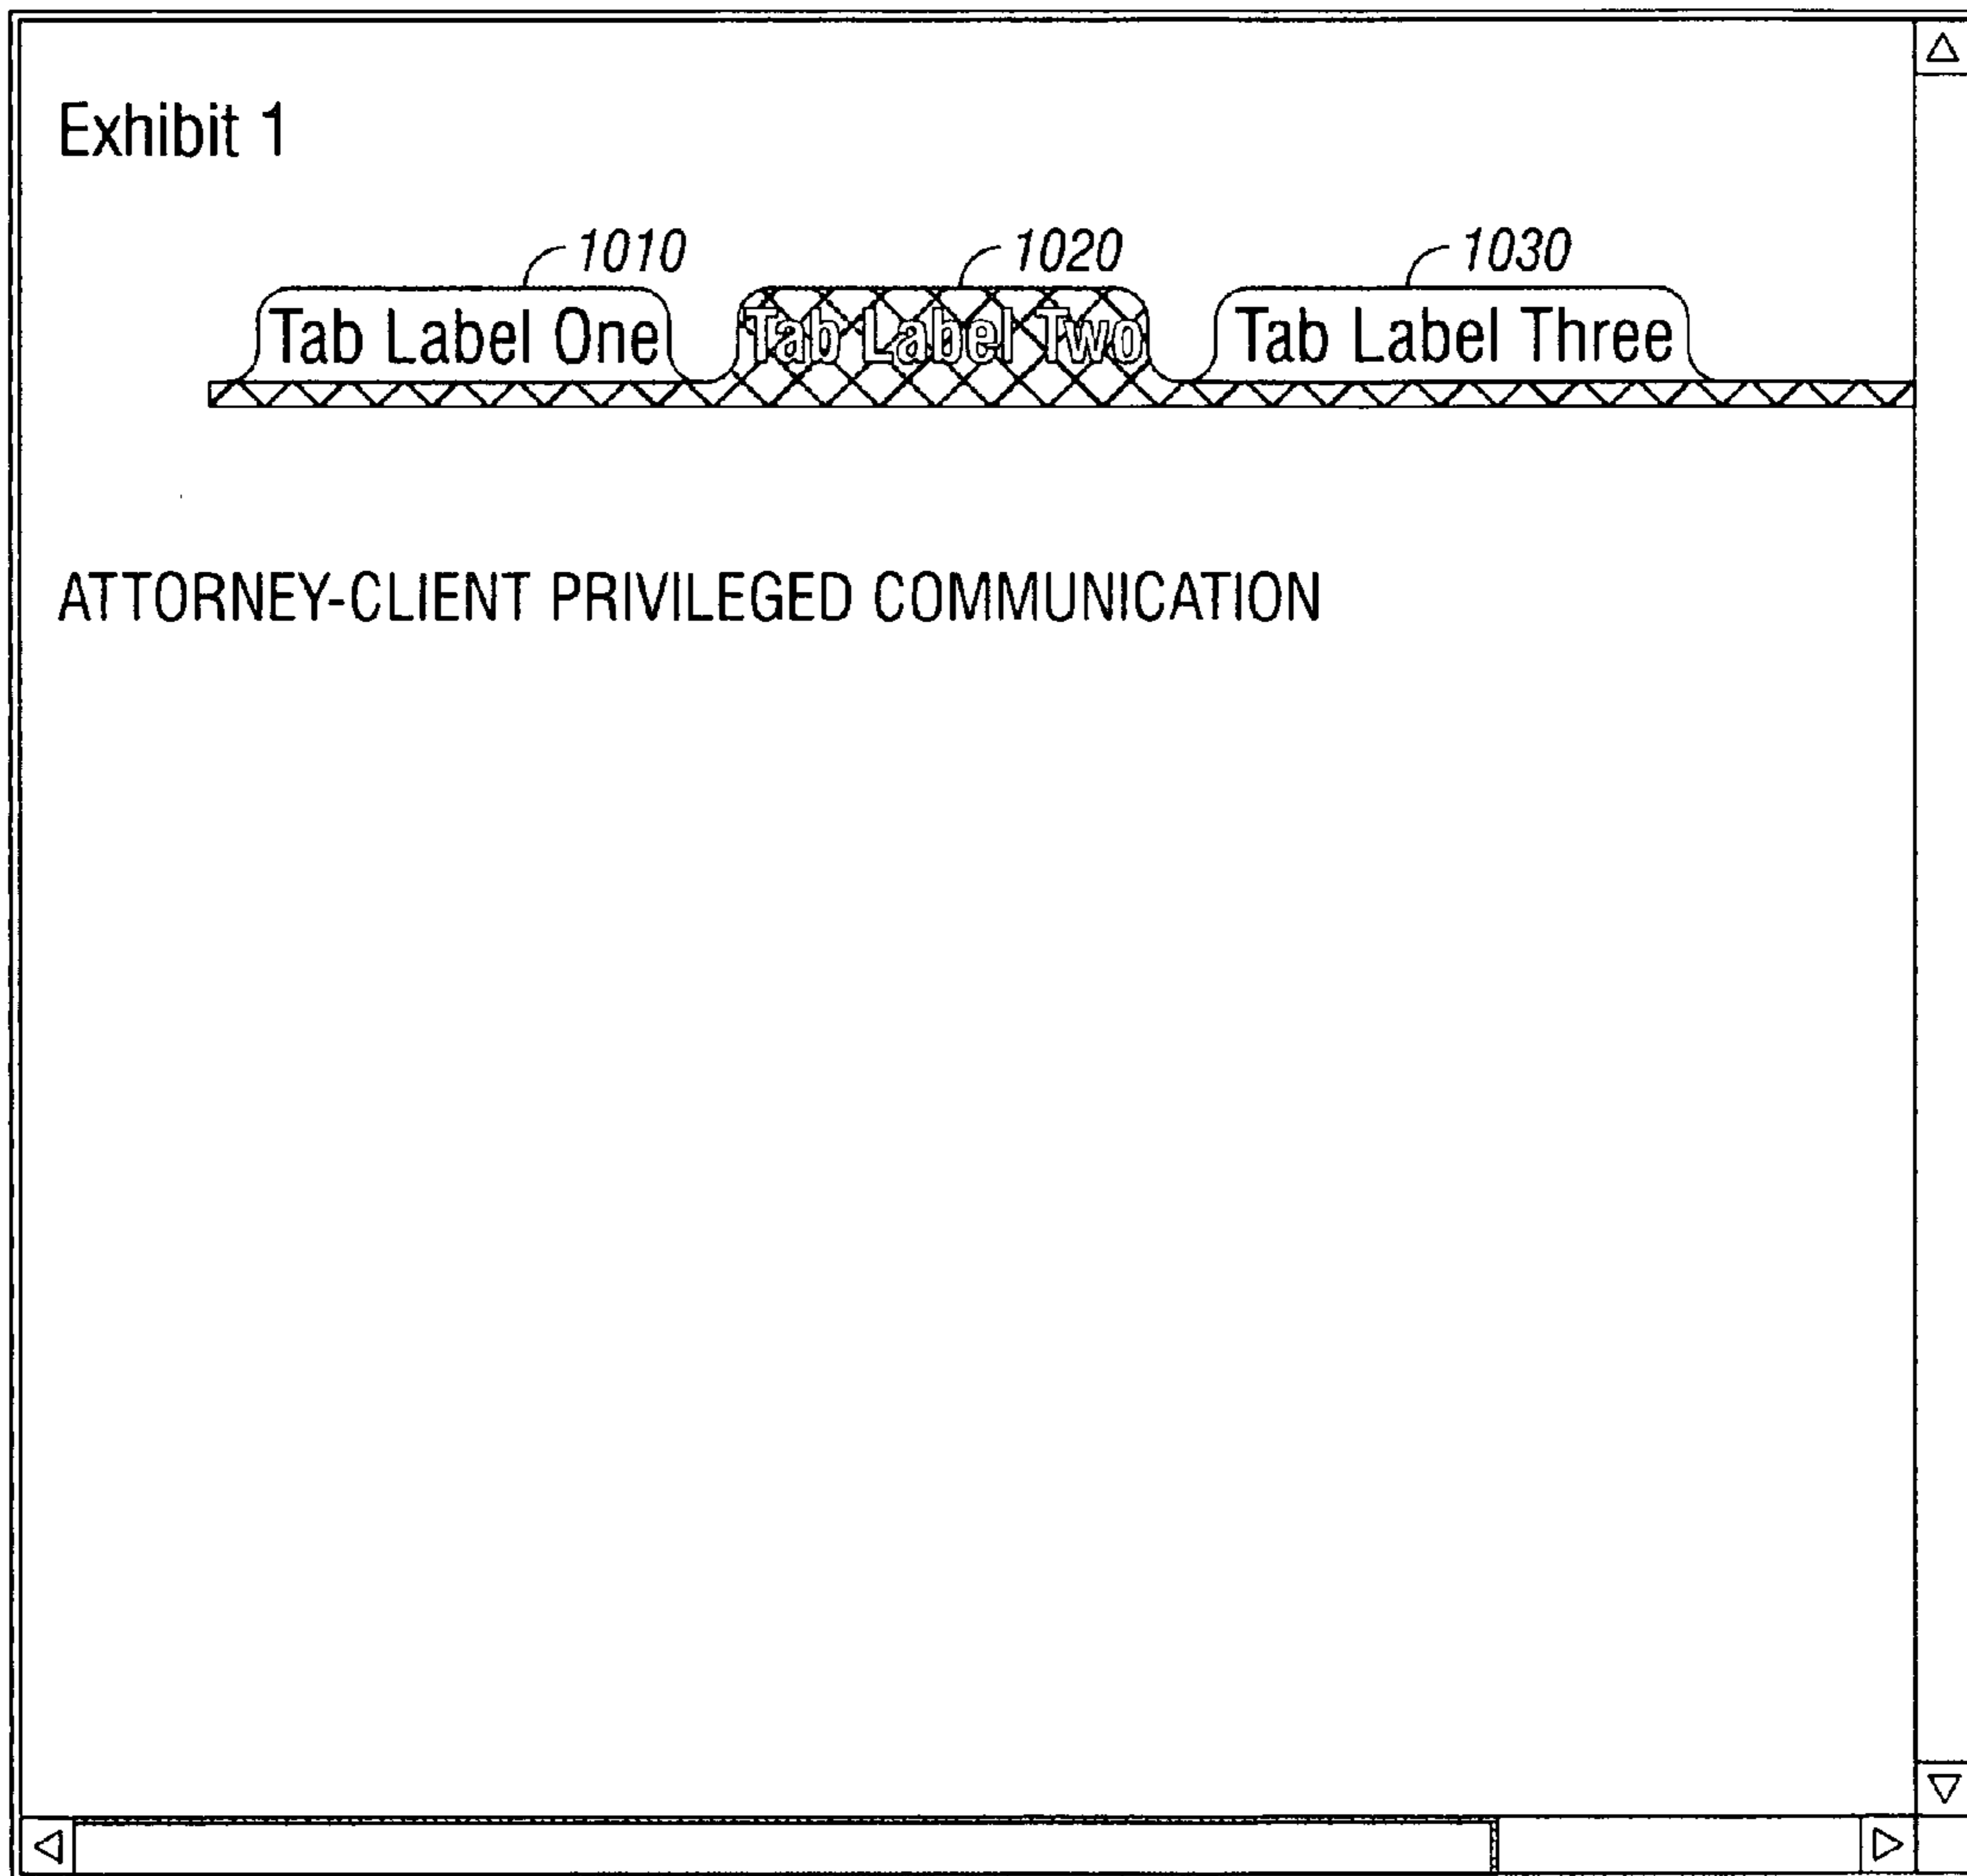 Exhibit 1
1010 1020 1030
Tab Label One Tab Label Two Tab Label Three
ATTORNEY-CLIENT PRIVILEGED COMMUNICATION